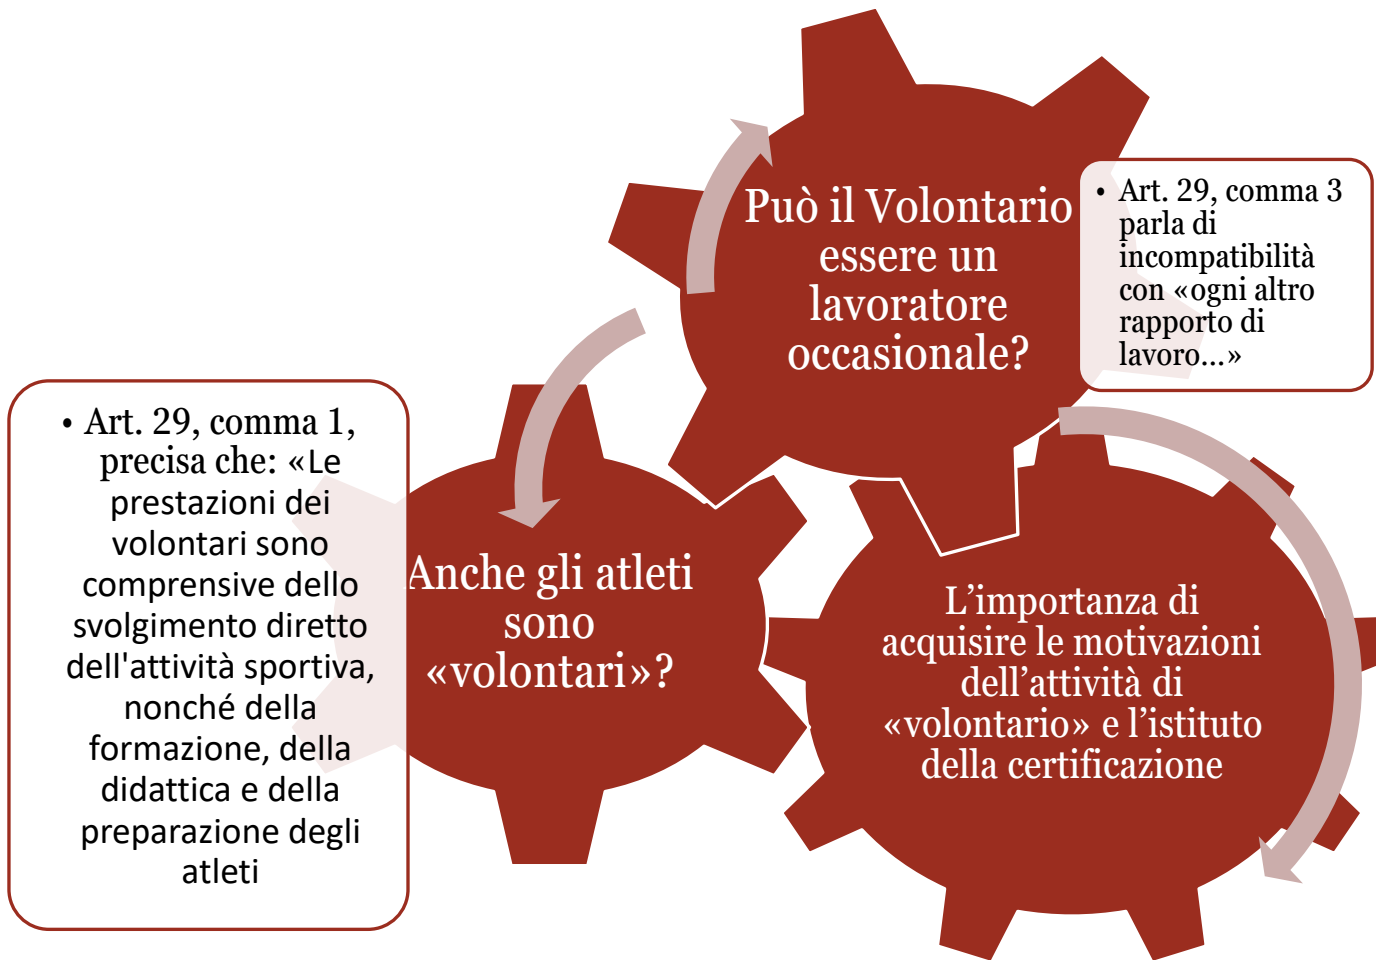 Può il Volontario
essere un
lavoratore
occasionale?
• Art. 29, comma 3
parla di
incompatibilità
con «ogni altro
rapporto di
lavoro…»
• Art. 29, comma 1,
precisa che: «Le
prestazioni dei
volontari sono
comprensive dello
svolgimento diretto
dell'attività sportiva,
nonché della
formazione, della
didattica e della
preparazione degli
atleti
Anche gli atleti
sono
«volontari»?
L’importanza di
acquisire le motivazioni
dell’attività di
«volontario» e l’istituto
della certificazione